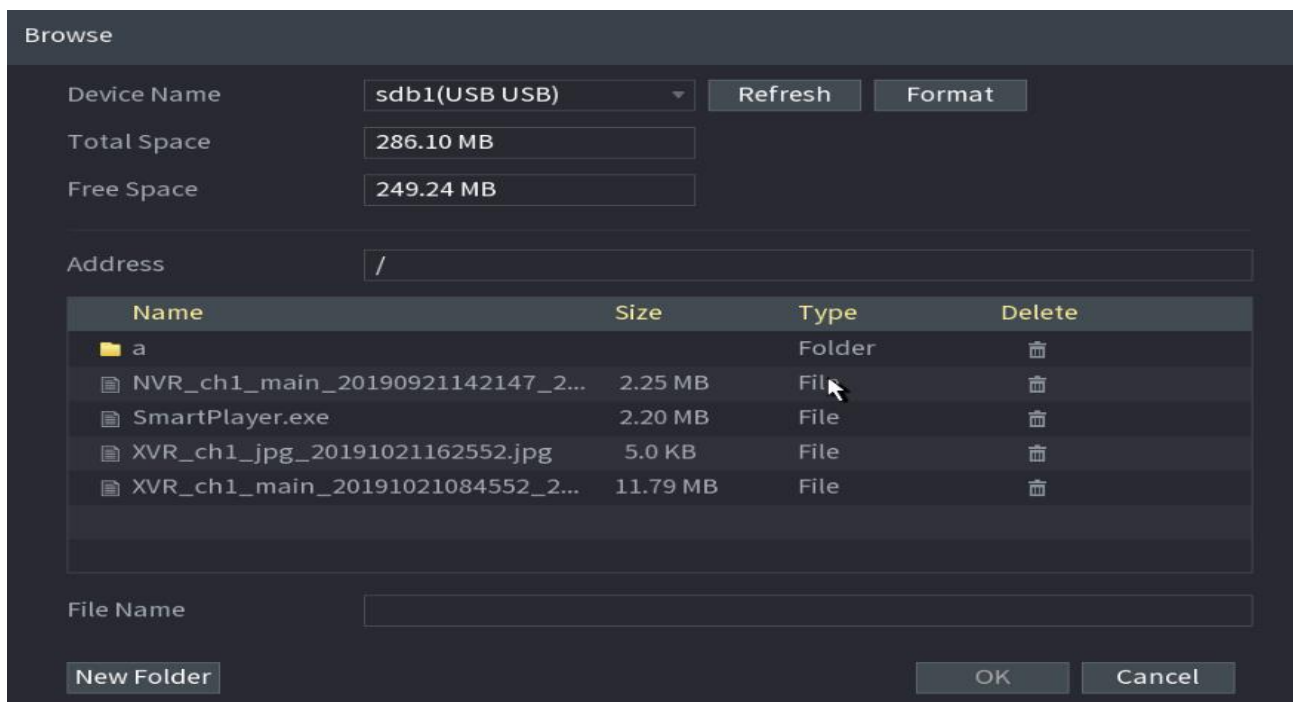 Browse
Device Name sdb1(USB USB) Refresh Format
Total Space 286.10 MB
Free Space 249.24 MB
Address /
Name Size Type Delete
a Folder
NVR_ch1_main_20190921142147_2... 2.25 MB File
SmartPlayer.exe 2.20 MB File
XVR_ch1_jpg_20191021162552.jpg 5.0 KB File
XVR_ch1_main_20191021084552_2... 11.79 MB File
File Name
New Folder OK Cancel